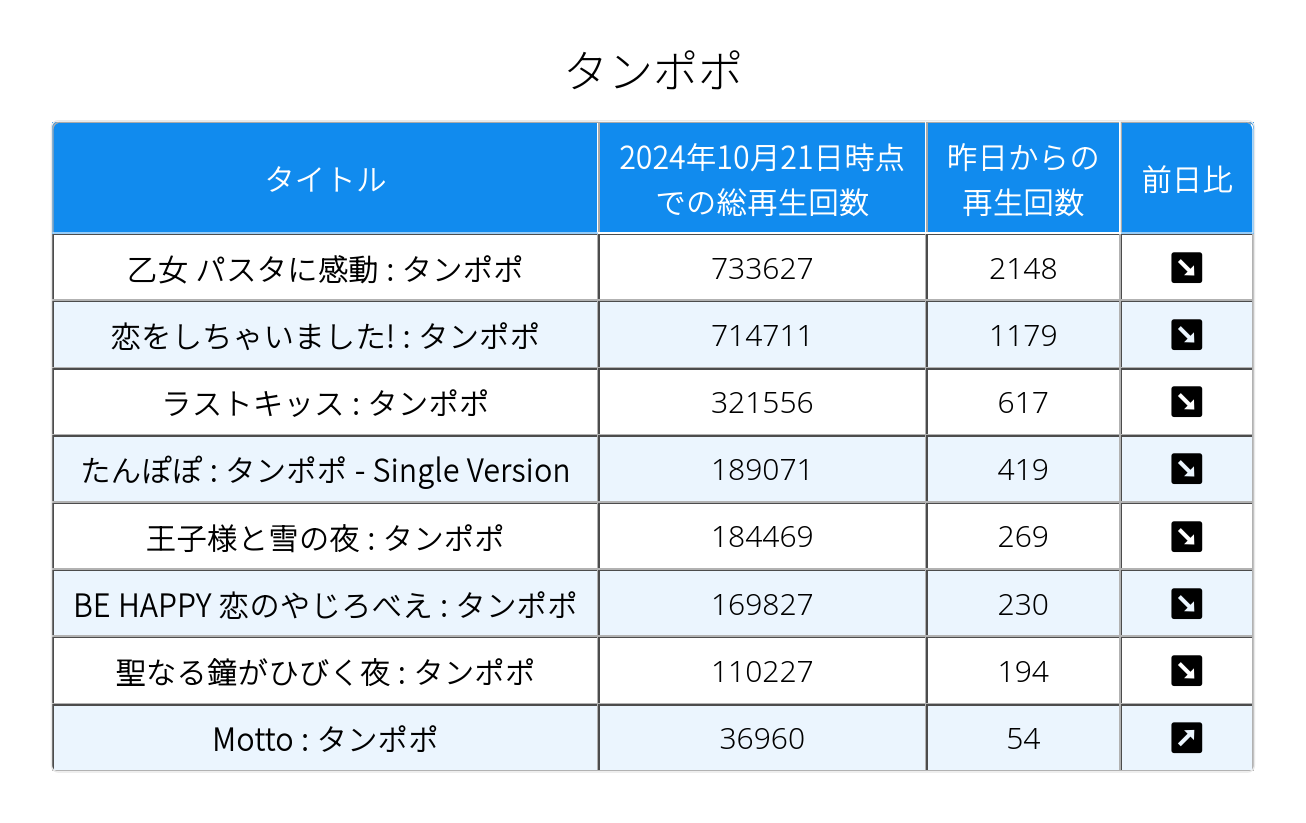 タンポポ
タイトル
2024年10月21日時点
での総再生回数
昨日からの
再生回数
前日比
乙女 パスタに感動 : タンポポ 733627 2148 ↘
恋をしちゃいました! : タンポポ 714711 1179 ↘
ラストキッス : タンポポ 321556 617 ↘
たんぽぽ : タンポポ - Single Version 189071 419 ↘
王子様と雪の夜 : タンポポ 184469 269 ↘
BE HAPPY 恋のやじろべえ : タンポポ 169827 230 ↘
聖なる鐘がひびく夜 : タンポポ 110227 194 ↘
Motto : タンポポ 36960 54 ↗